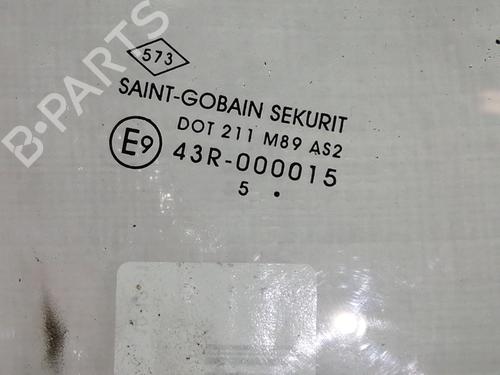 573
SAINT-GOBAIN SEKURIT
DOT 211 M89 AS2
E9 43R-000015
5 .
B-PARTS